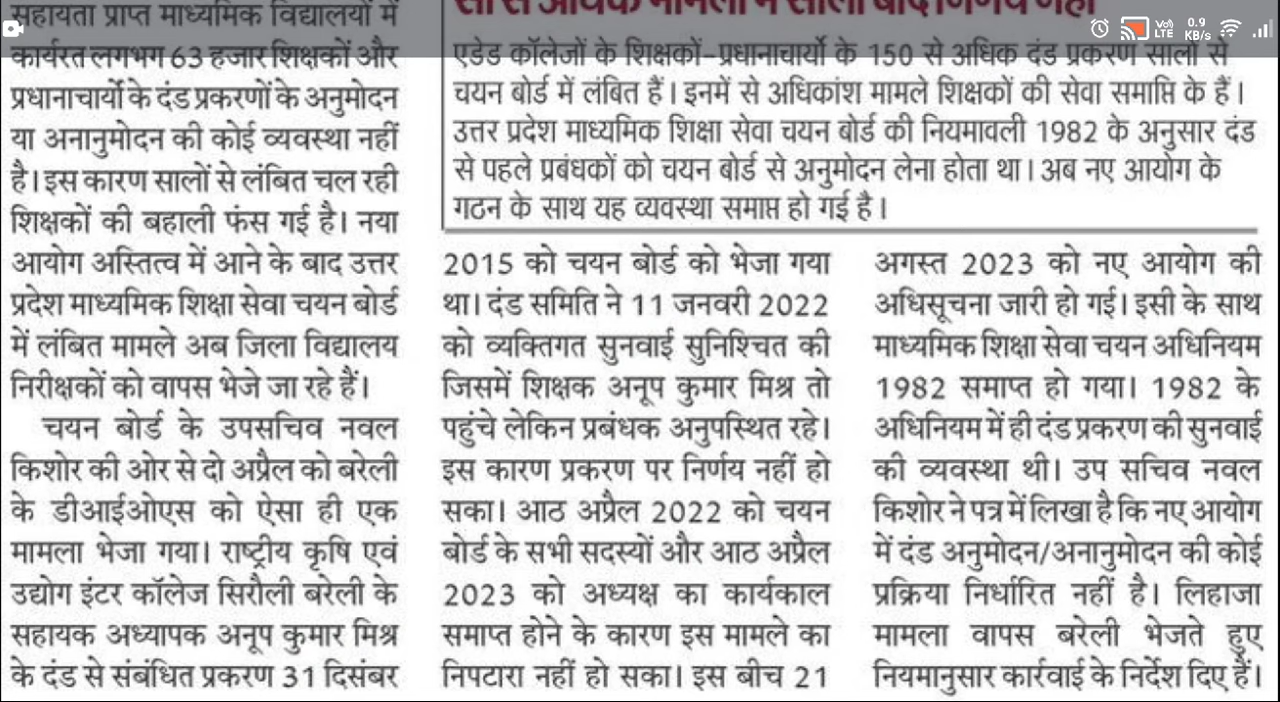 सहायता प्राप्त माध्यमिक विद्यालयों में
कार्यरत लगभग 63 हजार शिक्षकों और
प्रधानाचार्यों के दंड प्रकरणों के अनुमोदन
या अनानुमोदन की कोई व्यवस्था नहीं
है। इस कारण सालों से लंबित चल रही
शिक्षकों की बहाली फंस गई है। नया
आयोग अस्तित्व में आने के बाद उत्तर
प्रदेश माध्यमिक शिक्षा सेवा चयन बोर्ड
में लंबित मामले अब जिला विद्यालय
निरीक्षकों को वापस भेजे जा रहे हैं।
चयन बोर्ड के उपसचिव नवल
किशोर की ओर से दो अप्रैल को बरेली
के डीआईओएस को ऐसा ही एक
मामला भेजा गया। राष्ट्रीय कृषि एवं
उद्योग इंटर कॉलेज सिरौली बरेली के
सहायक अध्यापक अनूप कुमार मिश्र
के दंड से संबंधित प्रकरण 31 दिसंबर
Vo) LTE
0.9 KB/s
एडेड कॉलेजों के शिक्षकों-प्रधानाचार्यों के 150 से अधिक दंड प्रकरण सालों से
चयन बोर्ड में लंबित हैं। इनमें से अधिकांश मामले शिक्षकों की सेवा समाप्ति के हैं।
उत्तर प्रदेश माध्यमिक शिक्षा सेवा चयन बोर्ड की नियमावली 1982 के अनुसार दंड
से पहले प्रबंधकों को चयन बोर्ड से अनुमोदन लेना होता था। अब नए आयोग के
गठन के साथ यह व्यवस्था समाप्त हो गई है।
2015 को चयन बोर्ड को भेजा गया
था। दंड समिति ने 11 जनवरी 2022
को व्यक्तिगत सुनवाई सुनिश्चित की
जिसमें शिक्षक अनूप कुमार मिश्र तो
पहुंचे लेकिन प्रबंधक अनुपस्थित रहे।
इस कारण प्रकरण पर निर्णय नहीं हो
सका। आठ अप्रैल 2022 को चयन
बोर्ड के सभी सदस्यों और आठ अप्रैल
2023 को अध्यक्ष का कार्यकाल
समाप्त होने के कारण इस मामले का
निपटारा नहीं हो सका। इस बीच 21
अगस्त 2023 को नए आयोग की
अधिसूचना जारी हो गई। इसी के साथ
माध्यमिक शिक्षा सेवा चयन अधिनियम
1982 समाप्त हो गया। 1982 के
अधिनियम में ही दंड प्रकरण की सुनवाई
की व्यवस्था थी। उप सचिव नवल
किशोर ने पत्र में लिखा है कि नए आयोग
में दंड अनुमोदन/अनानुमोदन की कोई
प्रक्रिया निर्धारित नहीं है। लिहाजा
मामला वापस बरेली भेजते हुए
नियमानुसार कार्रवाई के निर्देश दिए हैं।